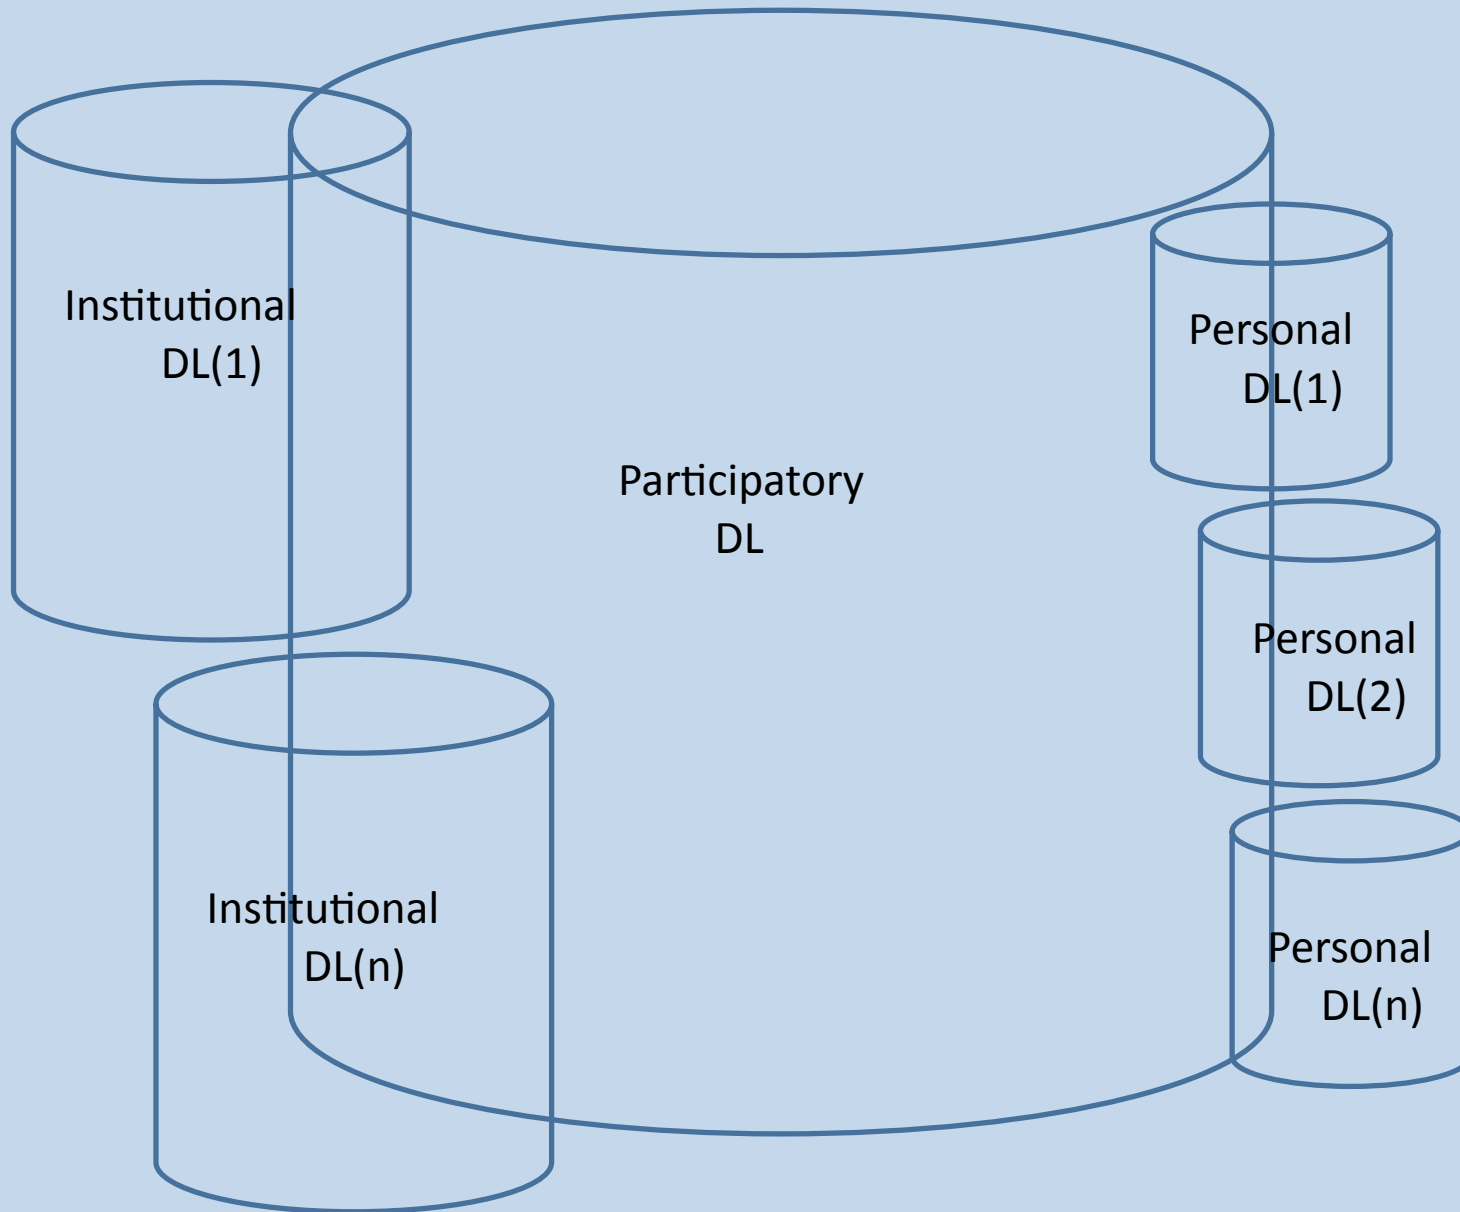 Institutional
DL(1)
Participatory
DL
Personal
DL(1)
Personal
DL(2)
Institutional
DL(n)
Personal
DL(n)